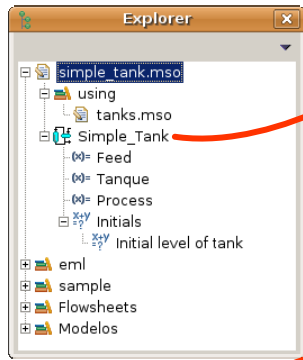 Explorer
simple_tank.mso
using
tanks.mso
Simple_Tank
(x)= Feed
(x)= Tanque
(x)= Process
x+y =? Initials
x+y =? Initial level of tank
eml
sample
Flowsheets
Modelos